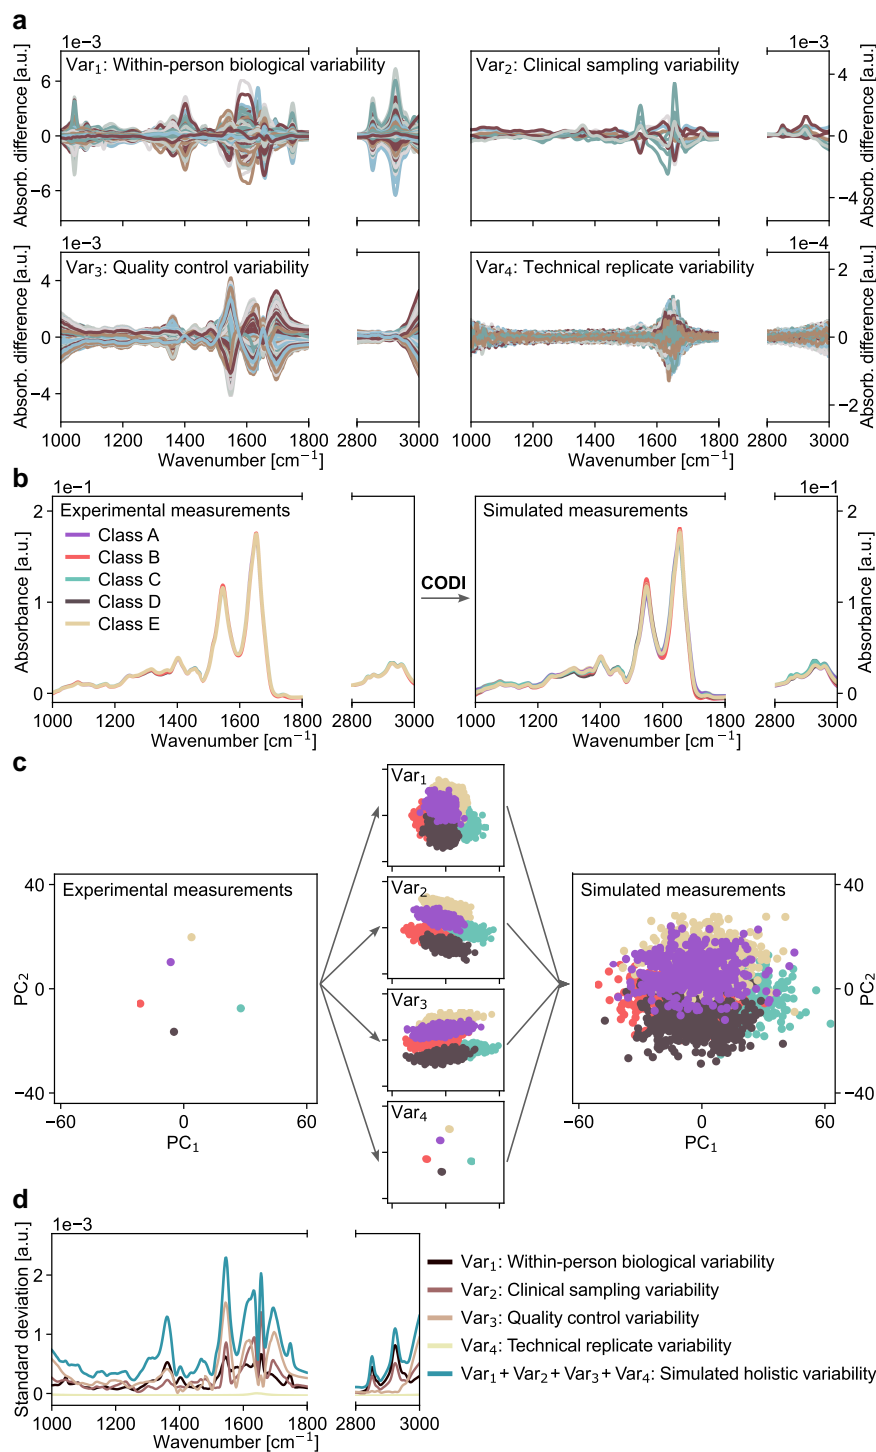 a
1e−3
Var₁: Within-person biological variability
Absorb. difference [a.u.]
6
0
−6
1e−3
Var₂: Clinical sampling variability
Absorb. difference [a.u.]
4
0
−4
1e−3
Var₃: Quality control variability
Absorb. difference [a.u.]
4
0
−4
1000 1200 1400 1600 1800 2800 3000
Wavenumber [cm⁻¹]
1e−4
Var₄: Technical replicate variability
Absorb. difference [a.u.]
2
0
−2
1000 1200 1400 1600 1800 2800 3000
Wavenumber [cm⁻¹]
b
1e−1
Experimental measurements
Class A
Class B
Class C
Class D
Class E
Absorbance [a.u.]
2
1
0
1000 1200 1400 1600 1800 2800 3000
Wavenumber [cm⁻¹]
CODI
1e−1
Simulated measurements
Absorbance [a.u.]
2
1
0
1000 1200 1400 1600 1800 2800 3000
Wavenumber [cm⁻¹]
c
Experimental measurements
PC₂
40
0
−40
−60 0 60
PC₁
Var₁
Var₂
Var₃
Var₄
Simulated measurements
PC₂
40
0
−40
−60 0 60
PC₁
d
1e−3
Standard deviation [a.u.]
2
1
0
1000 1200 1400 1600 1800 2800 3000
Wavenumber [cm⁻¹]
Var₁: Within-person biological variability
Var₂: Clinical sampling variability
Var₃: Quality control variability
Var₄: Technical replicate variability
Var₁ + Var₂ + Var₃ + Var₄: Simulated holistic variability